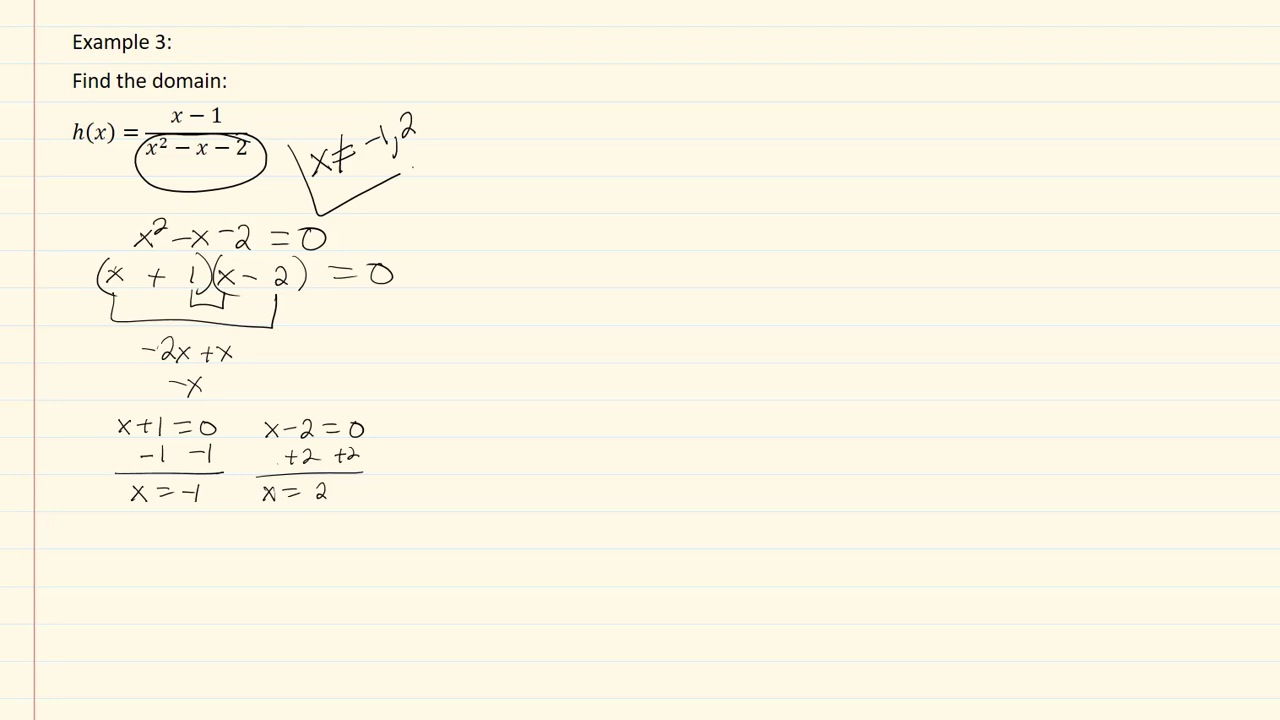 Example 3:
Find the domain:
h(x) = (x − 1)/(x² − x − 2)
x ≠ -1, 2
x² - x - 2 = 0
(x + 1)(x - 2) = 0
-2x + x
-x
x + 1 = 0 x - 2 = 0
-1 -1 +2 +2
x = -1 x = 2